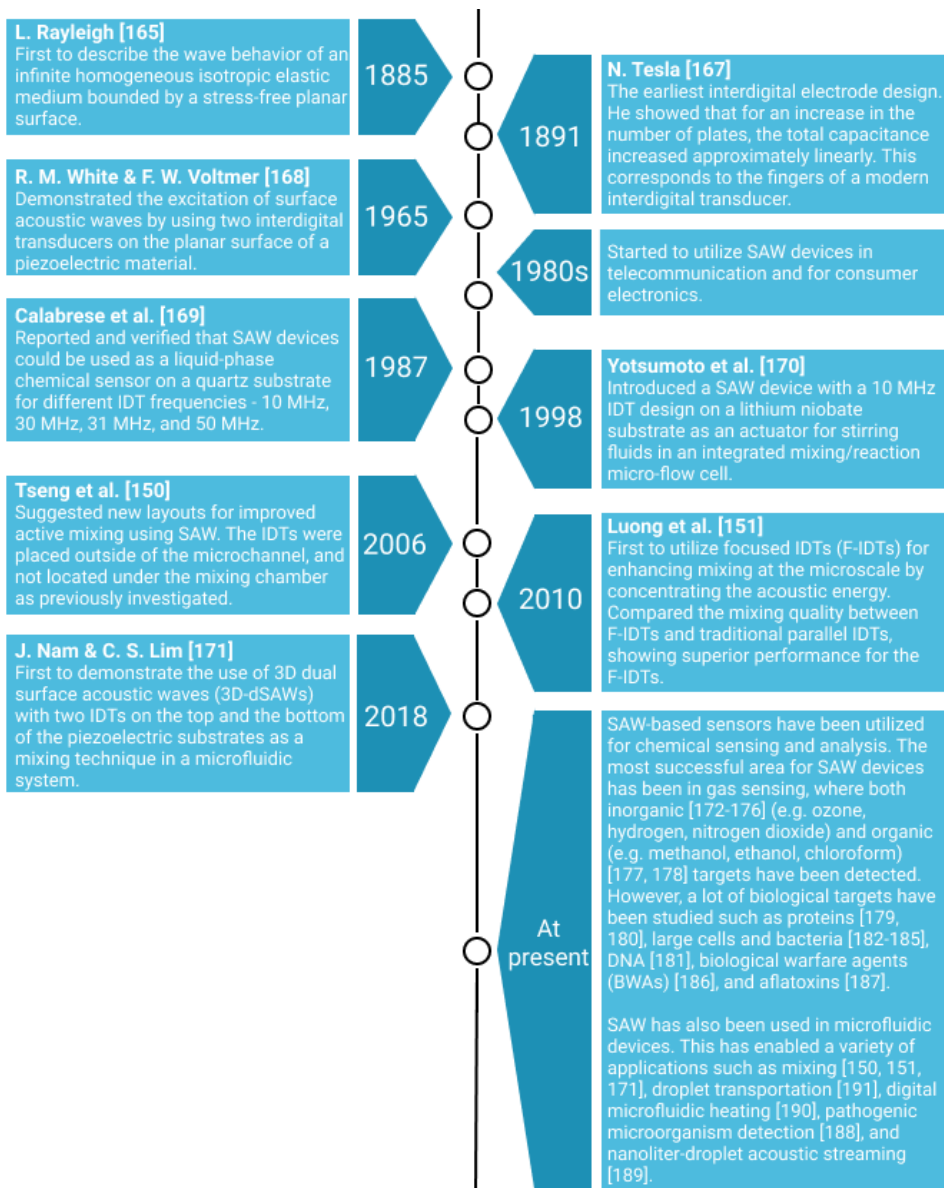 L. Rayleigh [165]
First to describe the wave behavior of an
infinite homogeneous isotropic elastic
medium bounded by a stress-free planar
surface.
1885
N. Tesla [167]
The earliest interdigital electrode design.
He showed that for an increase in the
number of plates, the total capacitance
increased approximately linearly. This
corresponds to the fingers of a modern
interdigital transducer.
1891
R. M. White & F. W. Voltmer [168]
Demonstrated the excitation of surface
acoustic waves by using two interdigital
transducers on the planar surface of a
piezoelectric material.
1965
1980s
Started to utilize SAW devices in
telecommunication and for consumer
electronics.
Calabrese et al. [169]
Reported and verified that SAW devices
could be used as a liquid-phase
chemical sensor on a quartz substrate
for different IDT frequencies - 10 MHz,
30 MHz, 31 MHz, and 50 MHz.
1987
Yotsumoto et al. [170]
Introduced a SAW device with a 10 MHz
IDT design on a lithium niobate
substrate as an actuator for stirring
fluids in an integrated mixing/reaction
micro-flow cell.
1998
Tseng et al. [150]
Suggested new layouts for improved
active mixing using SAW. The IDTs were
placed outside of the microchannel, and
not located under the mixing chamber
as previously investigated.
2006
Luong et al. [151]
First to utilize focused IDTs (F-IDTs) for
enhancing mixing at the microscale by
concentrating the acoustic energy.
Compared the mixing quality between
F-IDTs and traditional parallel IDTs,
showing superior performance for the
F-IDTs.
2010
J. Nam & C. S. Lim [171]
First to demonstrate the use of 3D dual
surface acoustic waves (3D-dSAWs)
with two IDTs on the top and the bottom
of the piezoelectric substrates as a
mixing technique in a microfluidic
system.
2018
At
present
SAW-based sensors have been utilized
for chemical sensing and analysis. The
most successful area for SAW devices
has been in gas sensing, where both
inorganic [172-176] (e.g. ozone,
hydrogen, nitrogen dioxide) and organic
(e.g. methanol, ethanol, chloroform)
[177, 178] targets have been detected.
However, a lot of biological targets have
been studied such as proteins [179,
180], large cells and bacteria [182-185],
DNA [181], biological warfare agents
(BWAs) [186], and aflatoxins [187].
SAW has also been used in microfluidic
devices. This has enabled a variety of
applications such as mixing [150, 151,
171], droplet transportation [191], digital
microfluidic heating [190], pathogenic
microorganism detection [188], and
nanoliter-droplet acoustic streaming
[189].